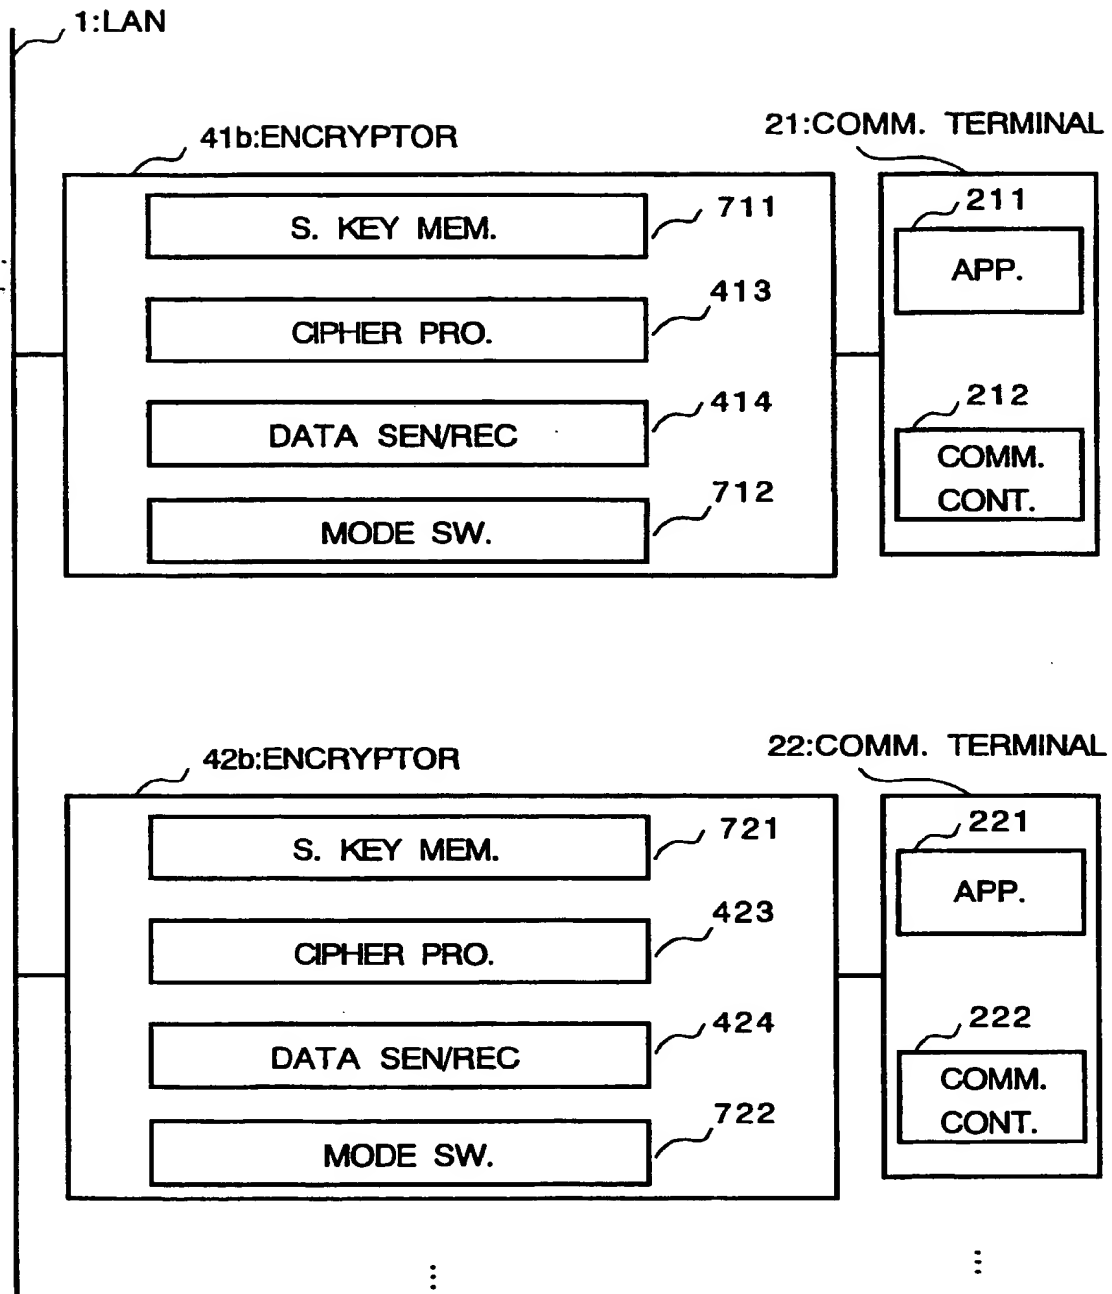 1:LAN
41b:ENCRYPTOR
21:COMM. TERMINAL
S. KEY MEM.
711
CIPHER PRO.
413
DATA SEN/REC
414
MODE SW.
712
211
APP.
212
COMM.
CONT.
42b:ENCRYPTOR
22:COMM. TERMINAL
S. KEY MEM.
721
CIPHER PRO.
423
DATA SEN/REC
424
MODE SW.
722
221
APP.
222
COMM.
CONT.